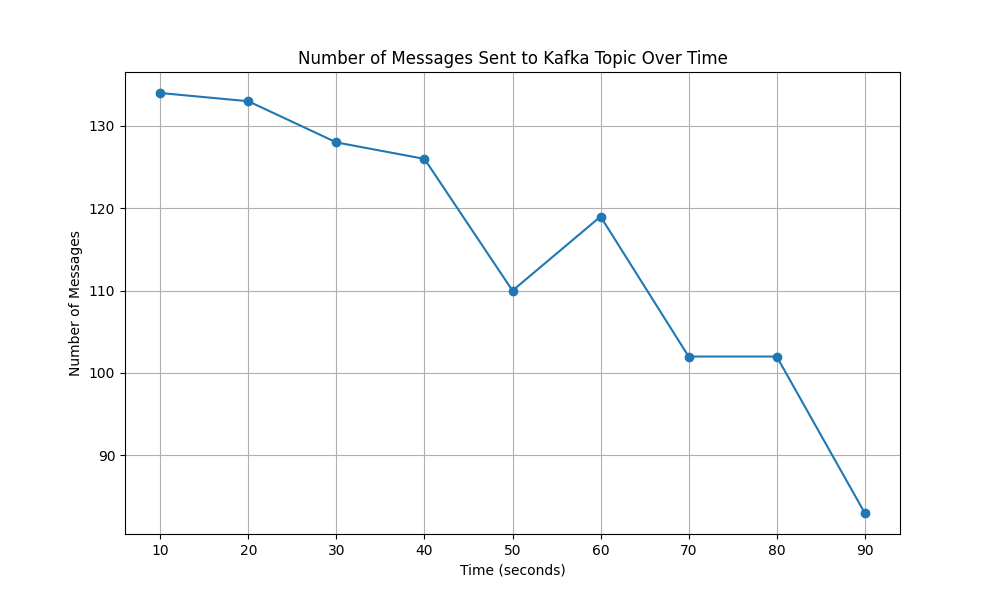 Number of Messages Sent to Kafka Topic Over Time
130
120
110
100
90
Number of Messages
10 20 30 40 50 60 70 80 90
Time (seconds)